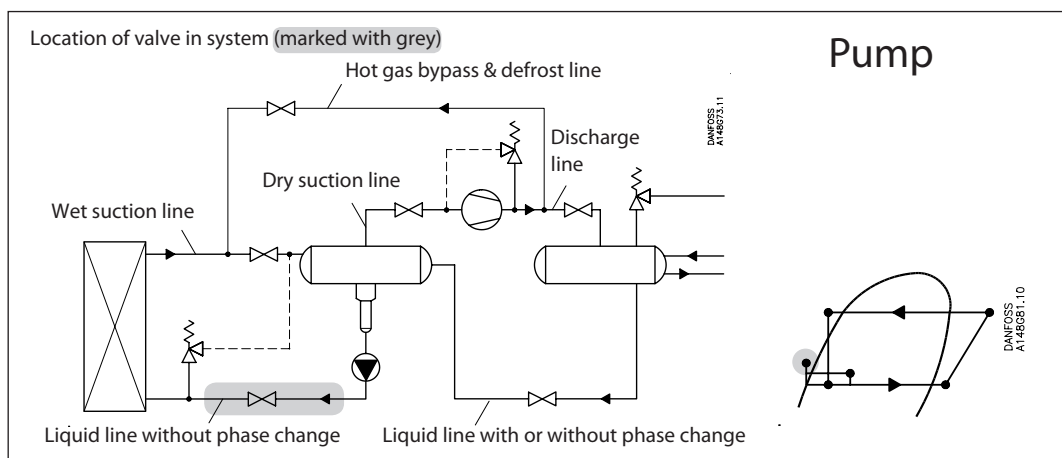 Location of valve in system (marked with grey)
Pump
Hot gas bypass & defrost line
DANFOSS
A148G73.11
Discharge
line
Dry suction line
Wet suction line
DANFOSS
A148G81.10
Liquid line without phase change
Liquid line with or without phase change